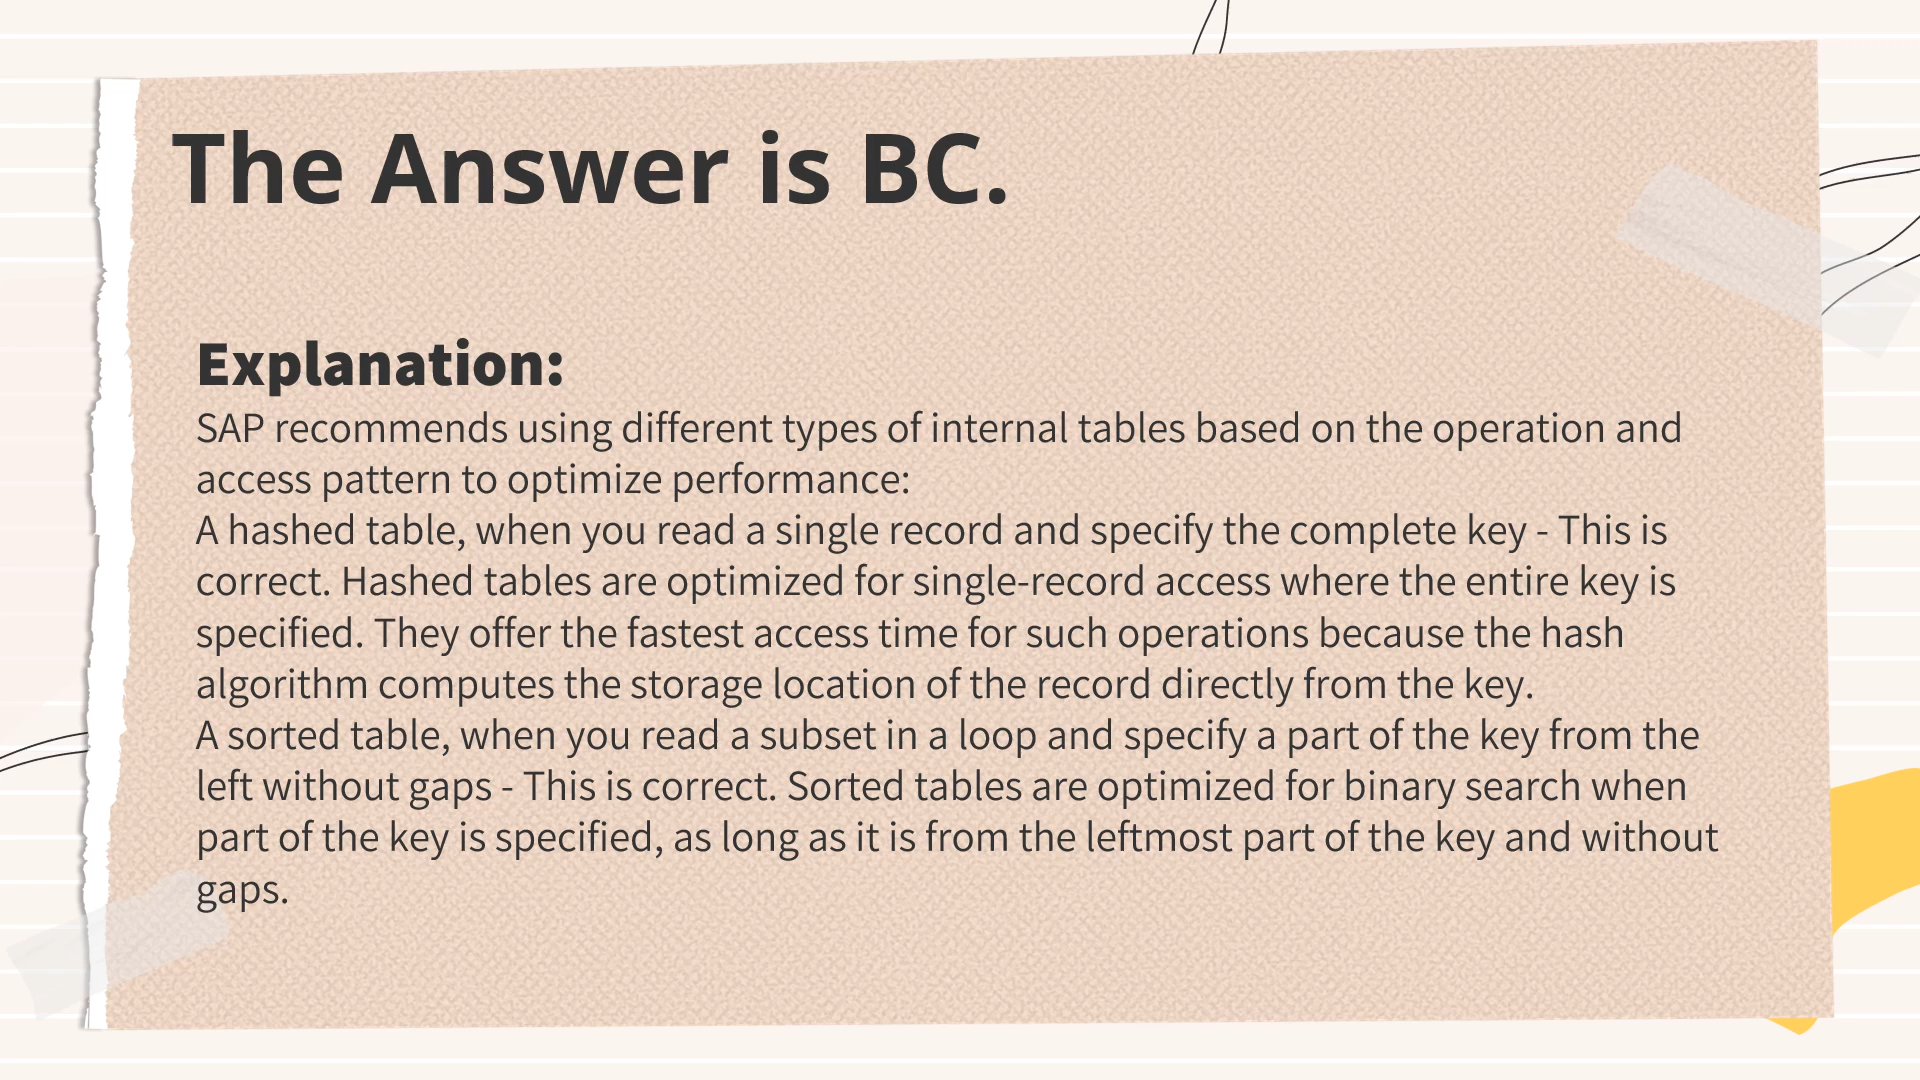 The Answer is BC.
Explanation:
SAP recommends using different types of internal tables based on the operation and
access pattern to optimize performance:
A hashed table, when you read a single record and specify the complete key - This is
correct. Hashed tables are optimized for single-record access where the entire key is
specified. They offer the fastest access time for such operations because the hash
algorithm computes the storage location of the record directly from the key.
A sorted table, when you read a subset in a loop and specify a part of the key from the
left without gaps - This is correct. Sorted tables are optimized for binary search when
part of the key is specified, as long as it is from the leftmost part of the key and without
gaps.